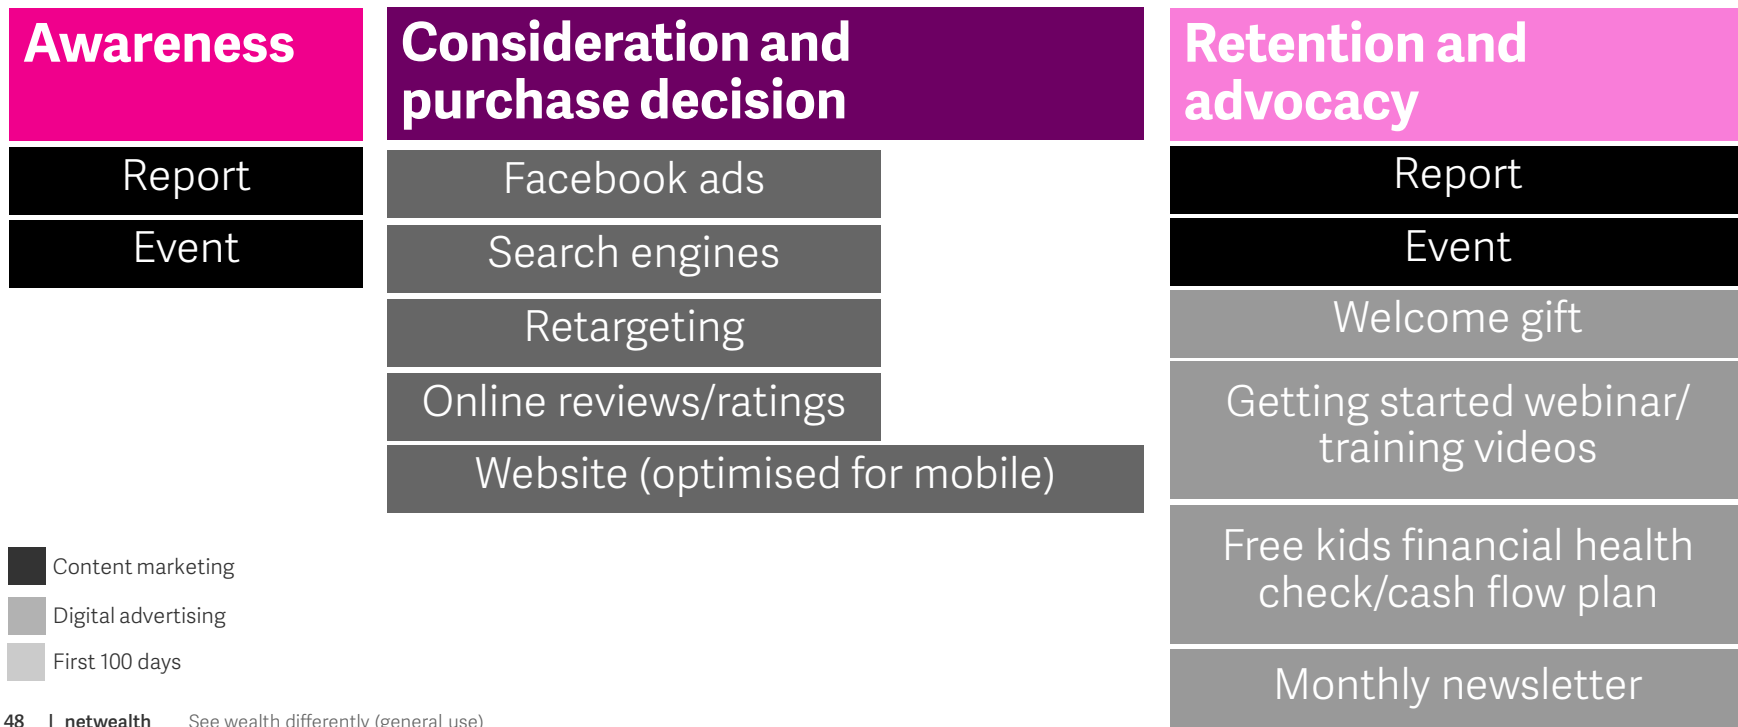 Awareness
Report
Event
Consideration and
purchase decision
Facebook ads
Search engines
Retargeting
Online reviews/ratings
Website (optimised for mobile)
Retention and
advocacy
Report
Event
Welcome gift
Getting started webinar/
training videos
Free kids financial health
check/cash flow plan
Monthly newsletter
Content marketing
Digital advertising
First 100 days
48 | netwealth See wealth differently (general use)